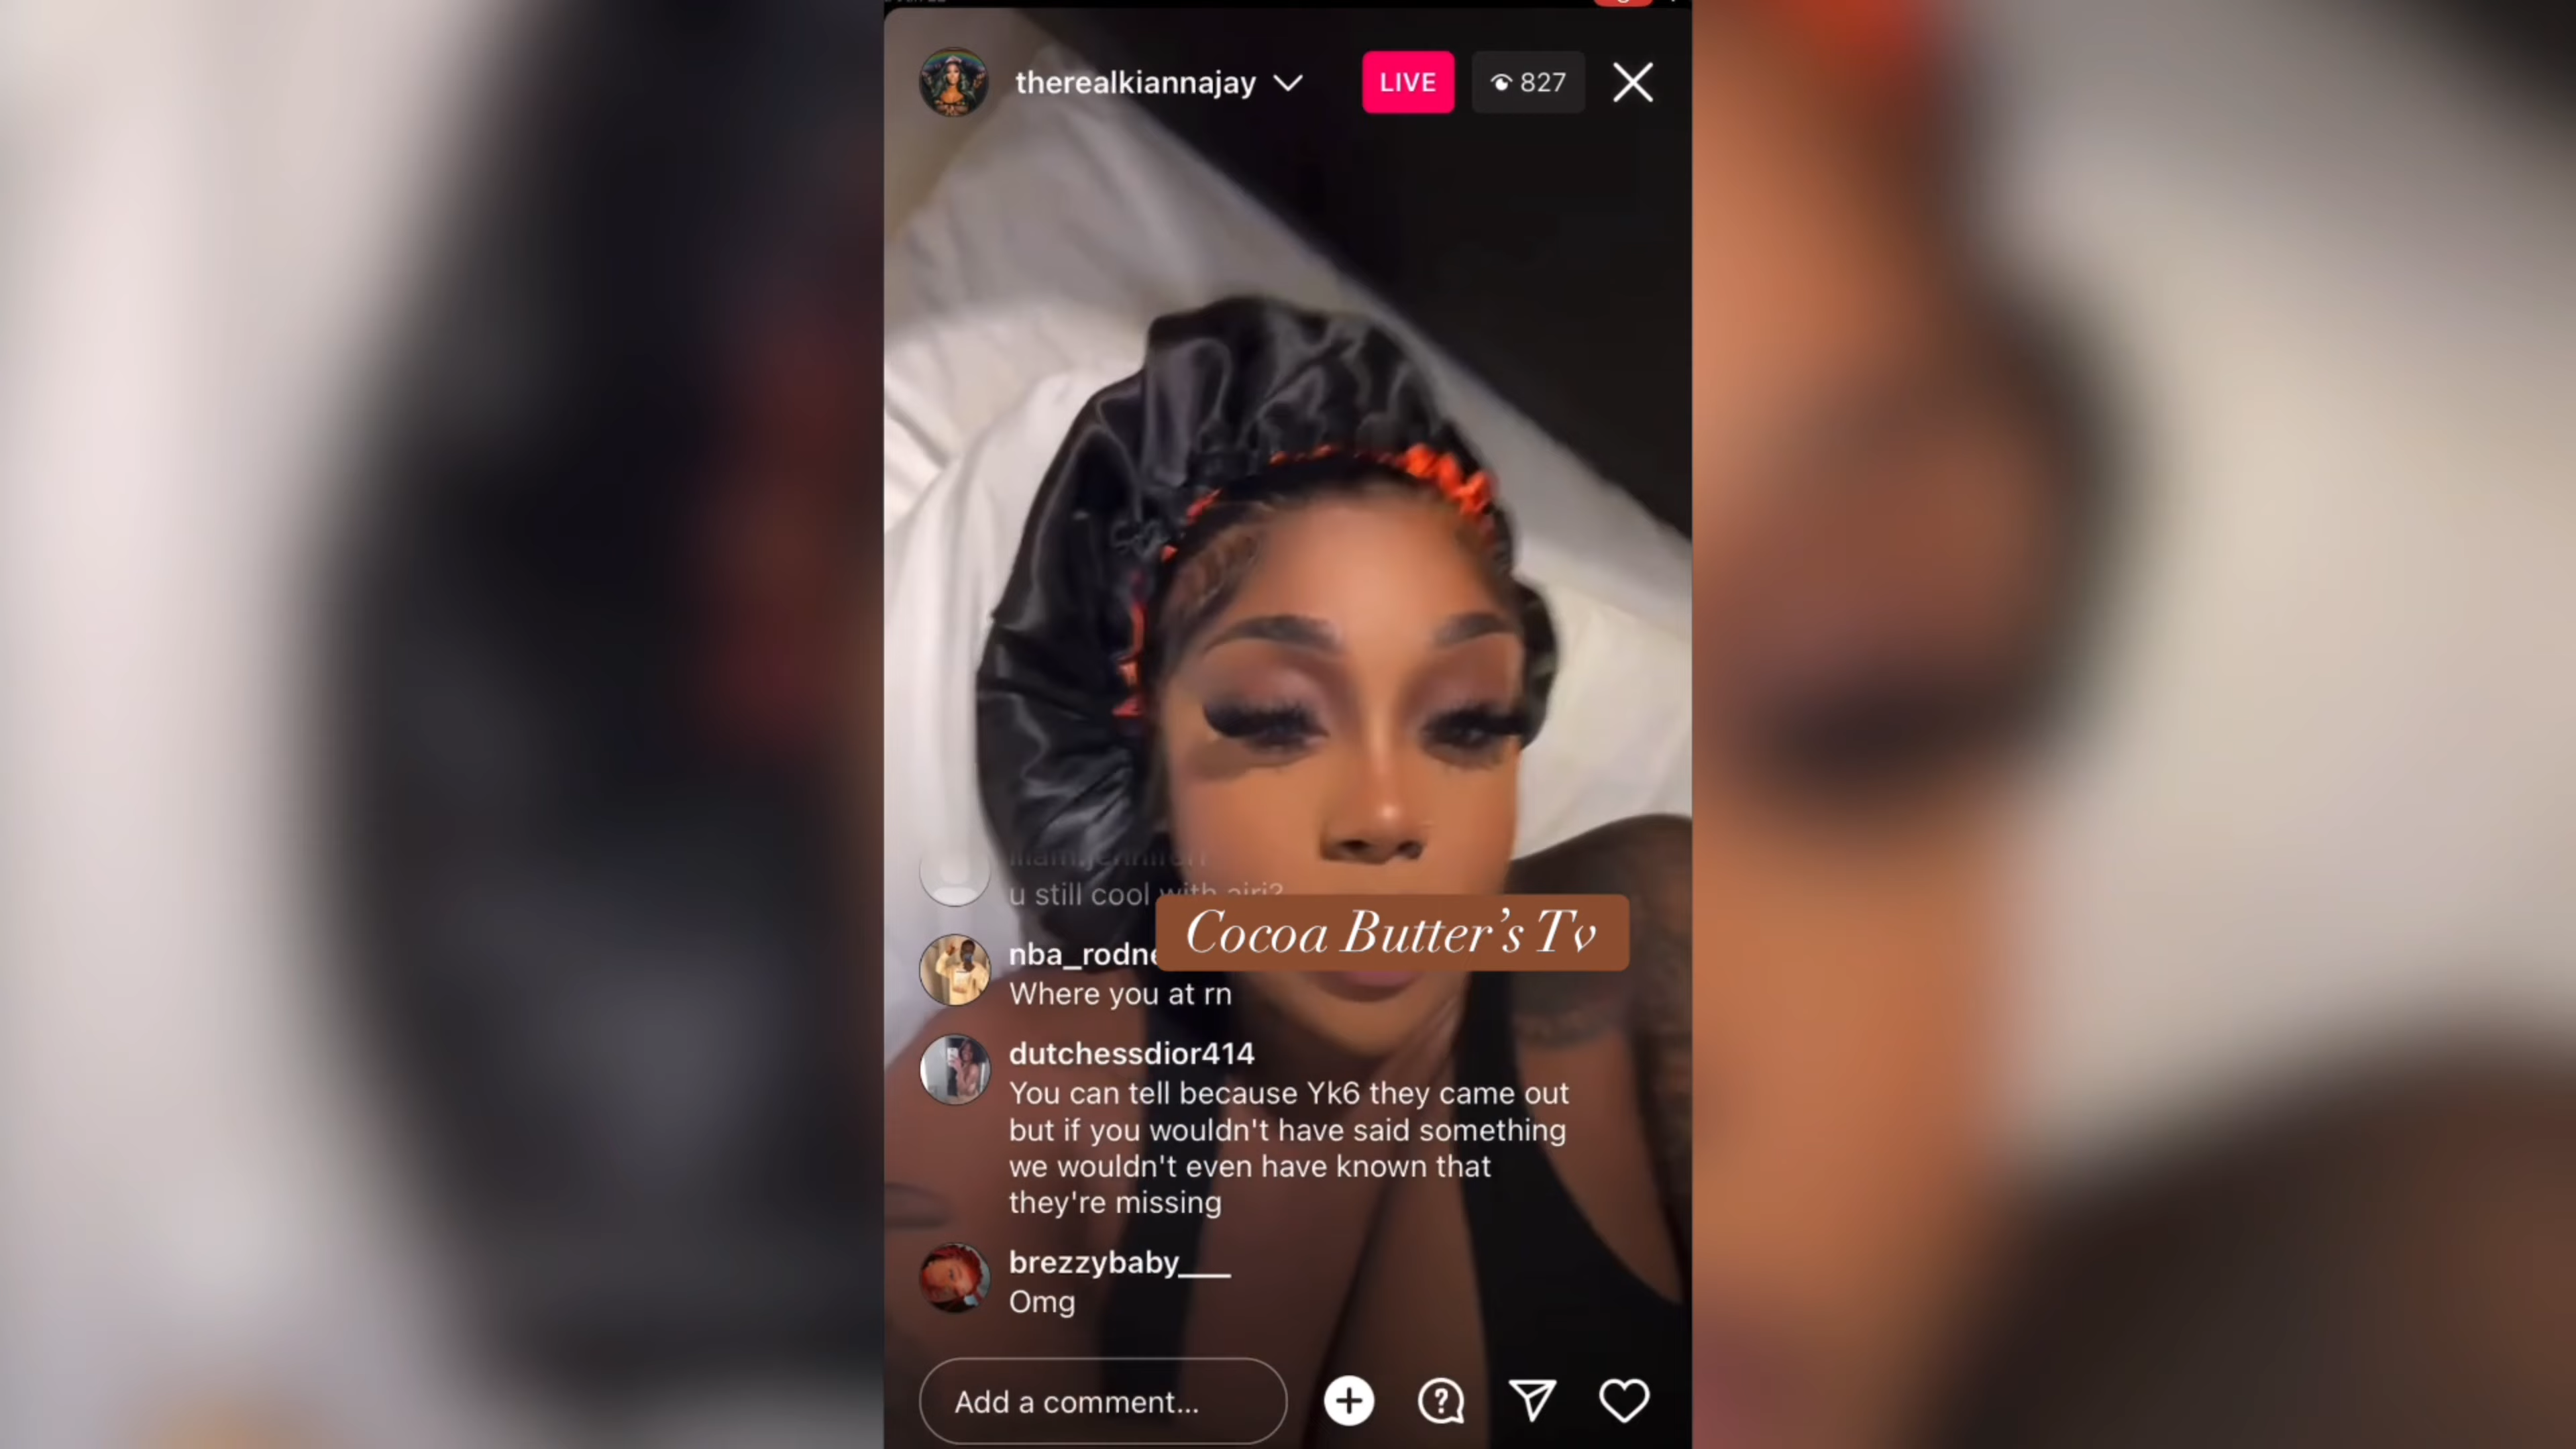 therealkiannajay
LIVE
827
u still cool with airi?
Cocoa Butter's Tv
nba_rodne
Where you at rn
dutchessdior414
You can tell because Yk6 they came out
but if you wouldn't have said something
we wouldn't even have known that
they're missing
brezzybaby___
Omg
Add a comment...